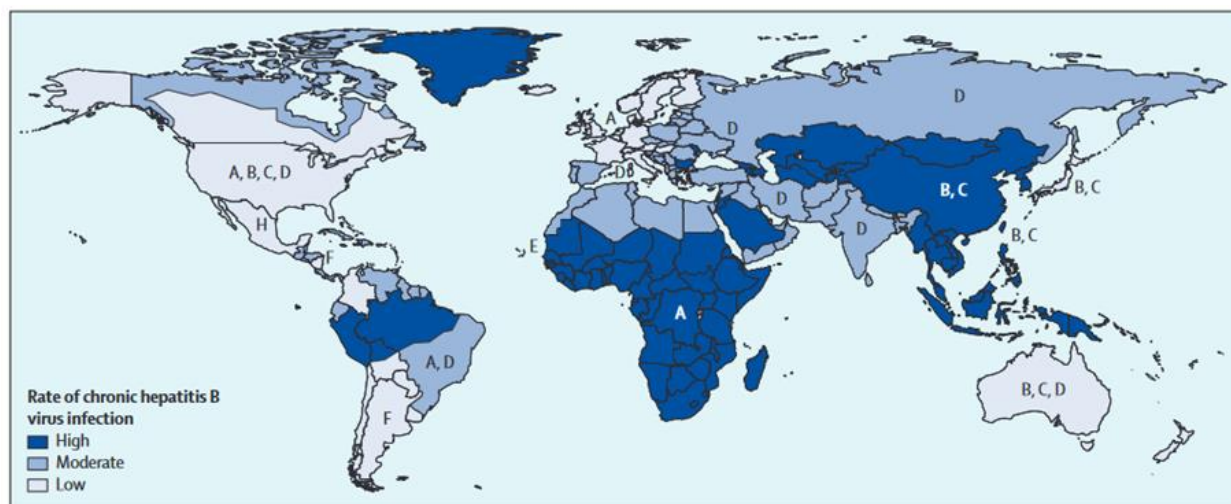 A
D
D
A, B, C, D
D
B, C
B, C
H
D
D
B, C
F
E
A
A, D
B, C, D
F
Rate of chronic hepatitis B
virus infection
High
Moderate
Low